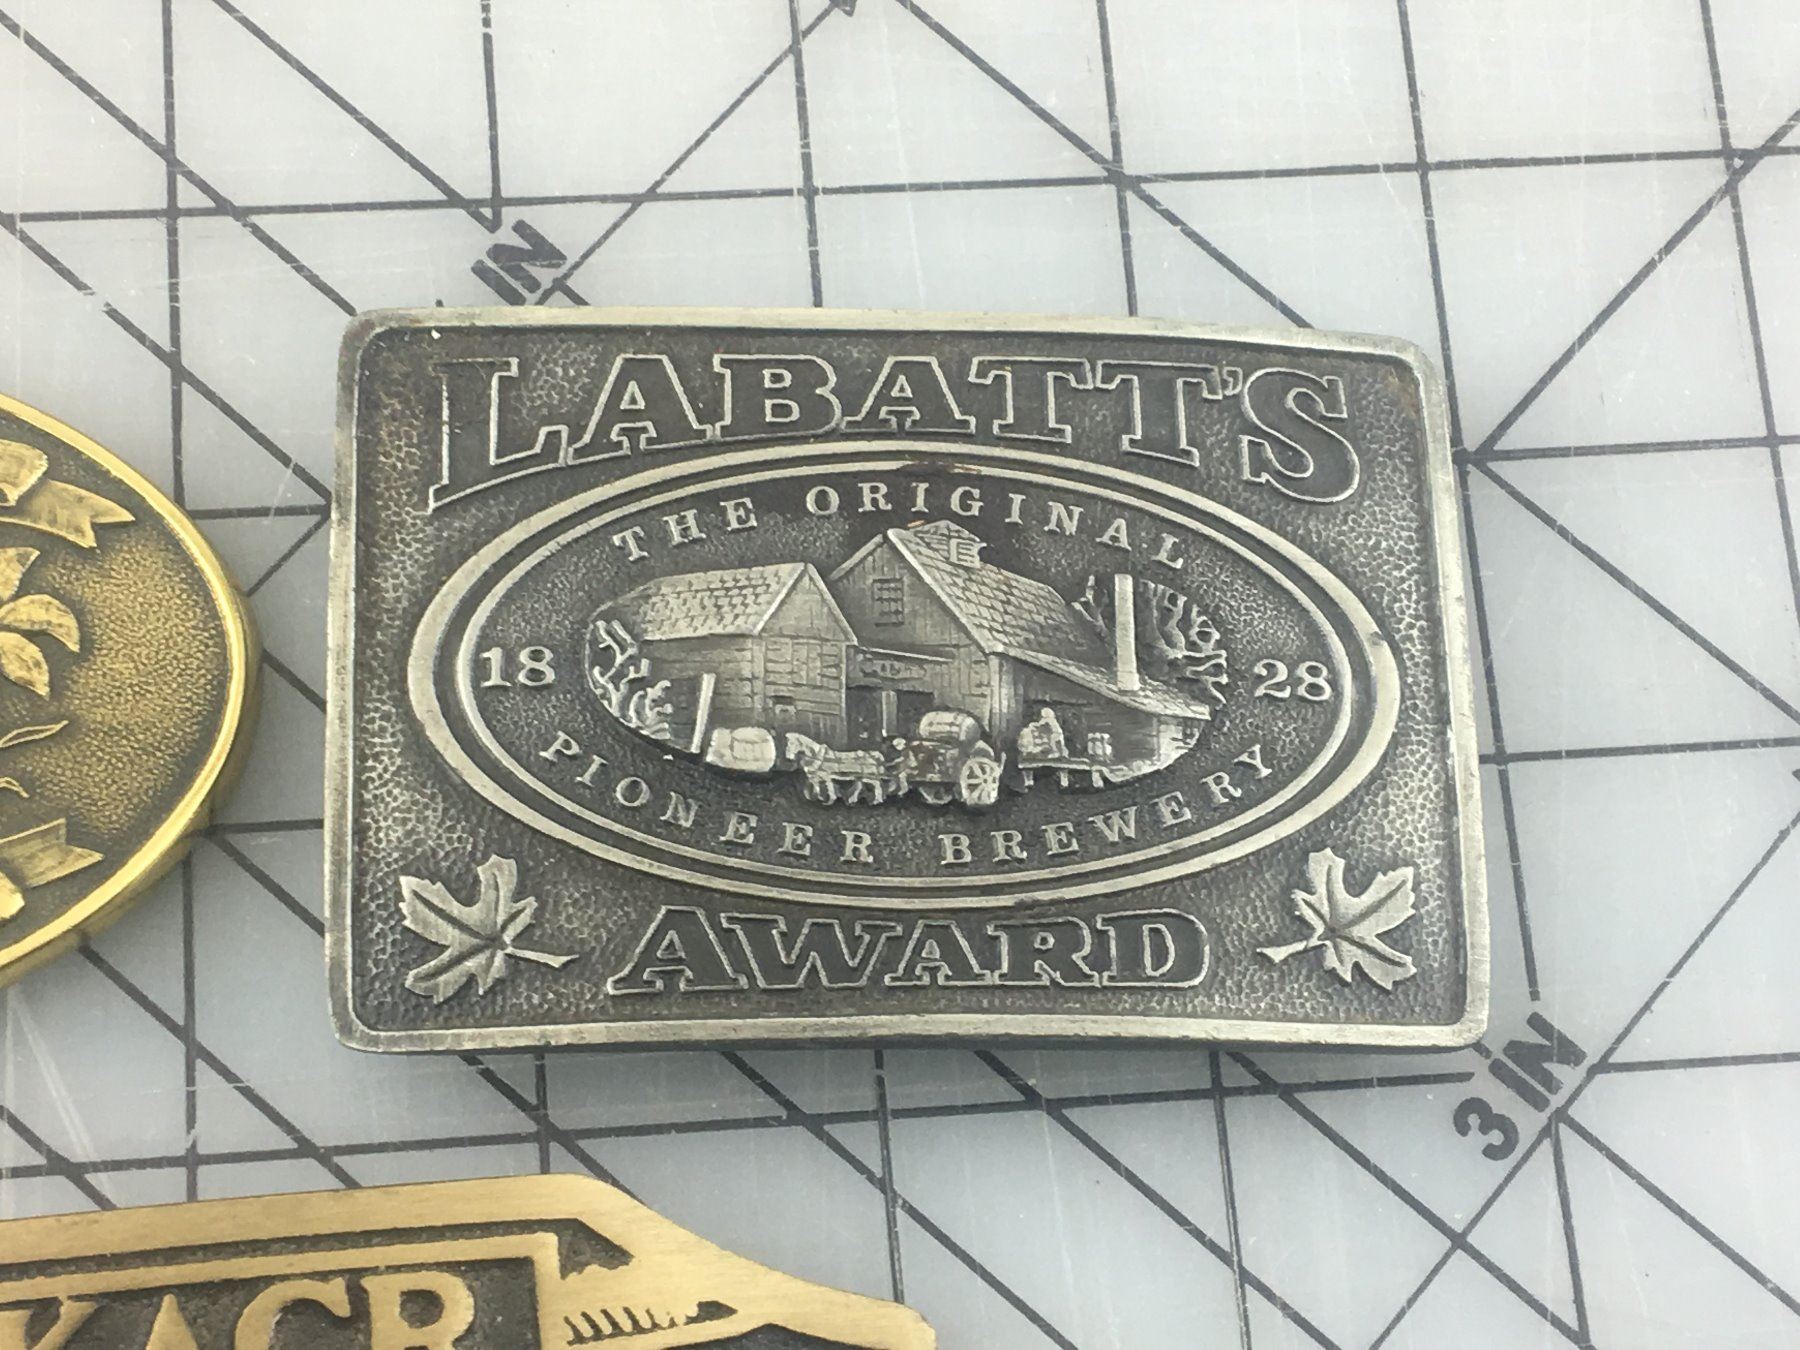 IN
LABATT'S
THE ORIGINAL
18 28
PIONEER BREWERY
AWARD
3 IN